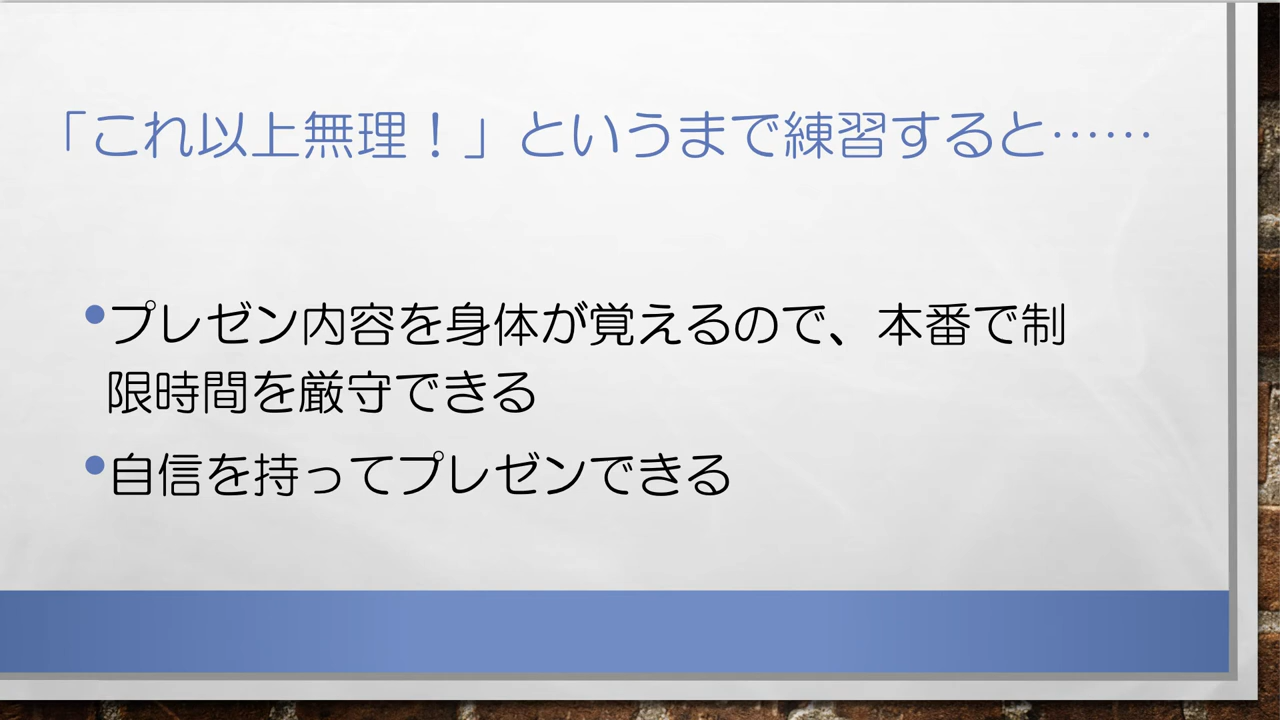 「これ以上無理！」というまで練習すると……
•プレゼン内容を身体が覚えるので、本番で制
限時間を厳守できる
•自信を持ってプレゼンできる